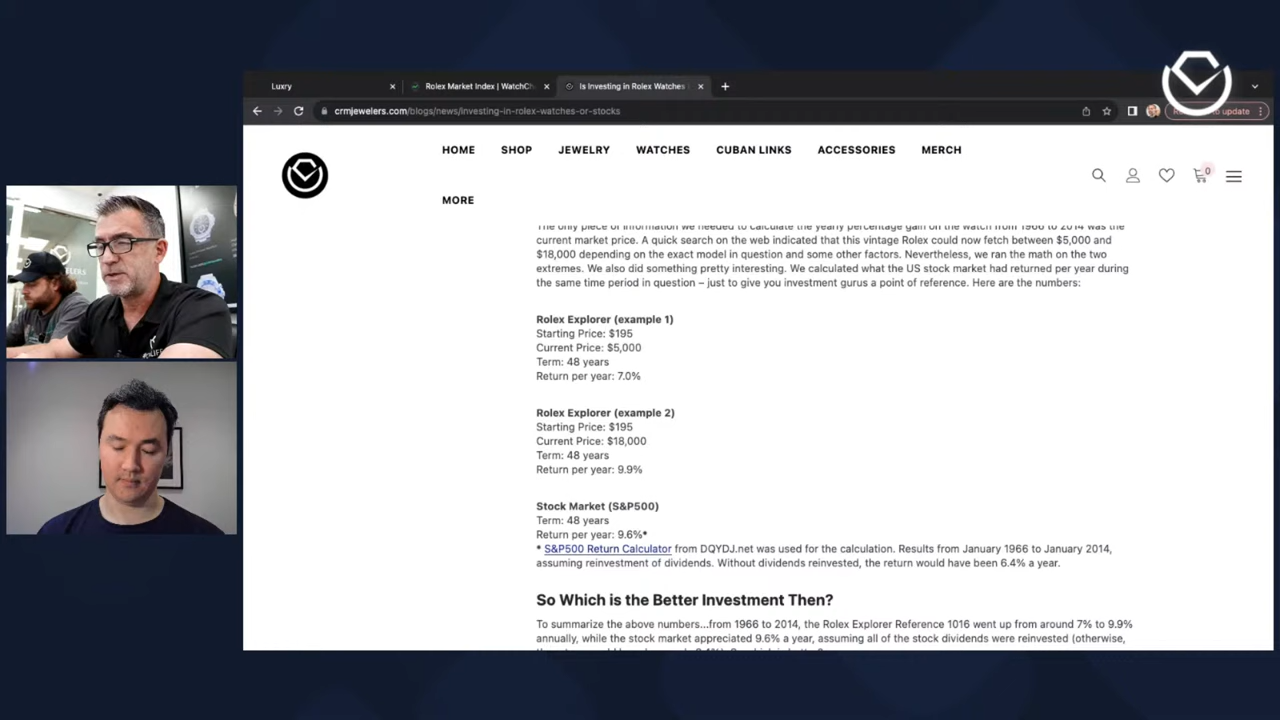 Luxry
Rolex Market Index | WatchCh
Is Investing in Rolex Watches
crmjewelers.com/blogs/news/investing-in-rolex-watches-or-stocks
to update
HOME SHOP JEWELRY WATCHES CUBAN LINKS ACCESSORIES MERCH
0
MORE
The only piece of information we needed to calculate the yearly percentage gain on the watch from 1966 to 2014 was the
current market price. A quick search on the web indicated that this vintage Rolex could now fetch between $5,000 and
$18,000 depending on the exact model in question and some other factors. Nevertheless, we ran the math on the two
extremes. We also did something pretty interesting. We calculated what the US stock market had returned per year during
the same time period in question – just to give you investment gurus a point of reference. Here are the numbers:
Rolex Explorer (example 1)
Starting Price: $195
Current Price: $5,000
Term: 48 years
Return per year: 7.0%
Rolex Explorer (example 2)
Starting Price: $195
Current Price: $18,000
Term: 48 years
Return per year: 9.9%
Stock Market (S&P500)
Term: 48 years
Return per year: 9.6%*
* S&P500 Return Calculator from DQYDJ.net was used for the calculation. Results from January 1966 to January 2014,
assuming reinvestment of dividends. Without dividends reinvested, the return would have been 6.4% a year.
So Which is the Better Investment Then?
To summarize the above numbers...from 1966 to 2014, the Rolex Explorer Reference 1016 went up from around 7% to 9.9%
annually, while the stock market appreciated 9.6% a year, assuming all of the stock dividends were reinvested (otherwise,